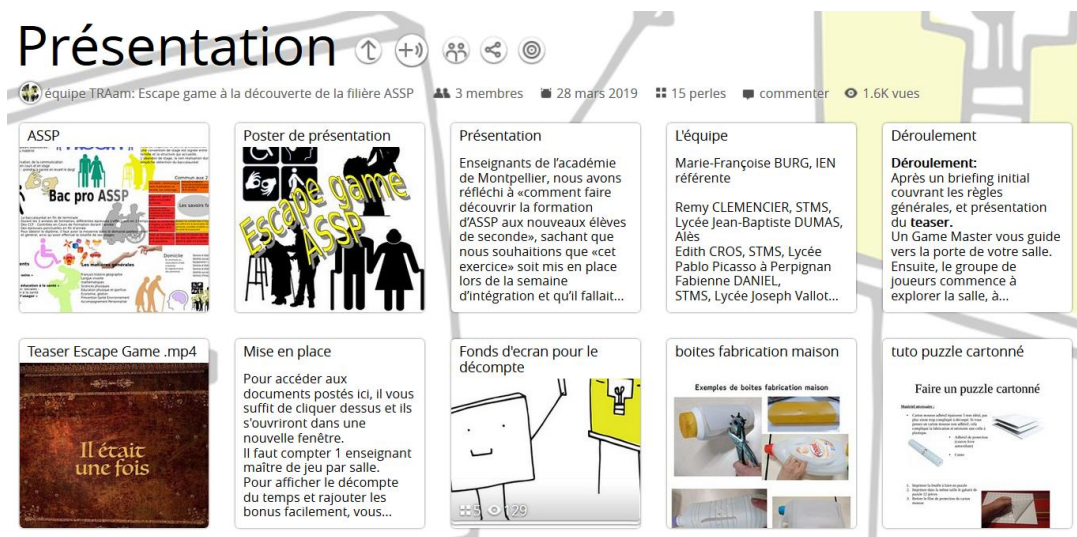 Présentation
équipe TRAam: Escape game à la découverte de la filière ASSP 3 membres 28 mars 2019 15 perles commenter 1.6K vues
ASSP
Bac pro ASSP
Poster de présentation
Escape game
ASSP
Présentation
Enseignants de l’académie
de Montpellier, nous avons
réfléchi à «comment faire
découvrir la formation
d’ASSP aux nouveaux élèves
de seconde», sachant que
nous souhaitions que «cet
exercice» soit mis en place
lors de la semaine
d’intégration et qu’il fallait...
L'équipe
Marie-Françoise BURG, IEN
référente
Remy CLEMENCIER, STMS,
Lycée Jean-Baptiste DUMAS,
Alès
Edith CROS, STMS, Lycée
Pablo Picasso à Perpignan
Fabienne DANIEL,
STMS, Lycée Joseph Vallot...
Déroulement
Déroulement:
Après un briefing initial
couvrant les règles
générales, et présentation
du teaser.
Un Game Master vous guide
vers la porte de votre salle.
Ensuite, le groupe de
joueurs commence à
explorer la salle, à...
Teaser Escape Game .mp4
Il était
une fois
Mise en place
Pour accéder aux
documents postés ici, il vous
suffit de cliquer dessus et ils
s'ouvriront dans une
nouvelle fenêtre.
Il faut compter 1 enseignant
maître de jeu par salle.
Pour afficher le décompte
du temps et rajouter les
bonus facilement, vous...
Fonds d'ecran pour le
décompte
5 129
boites fabrication maison
Exemples de boites fabrication maison
tuto puzzle cartonné
Faire un puzzle cartonné